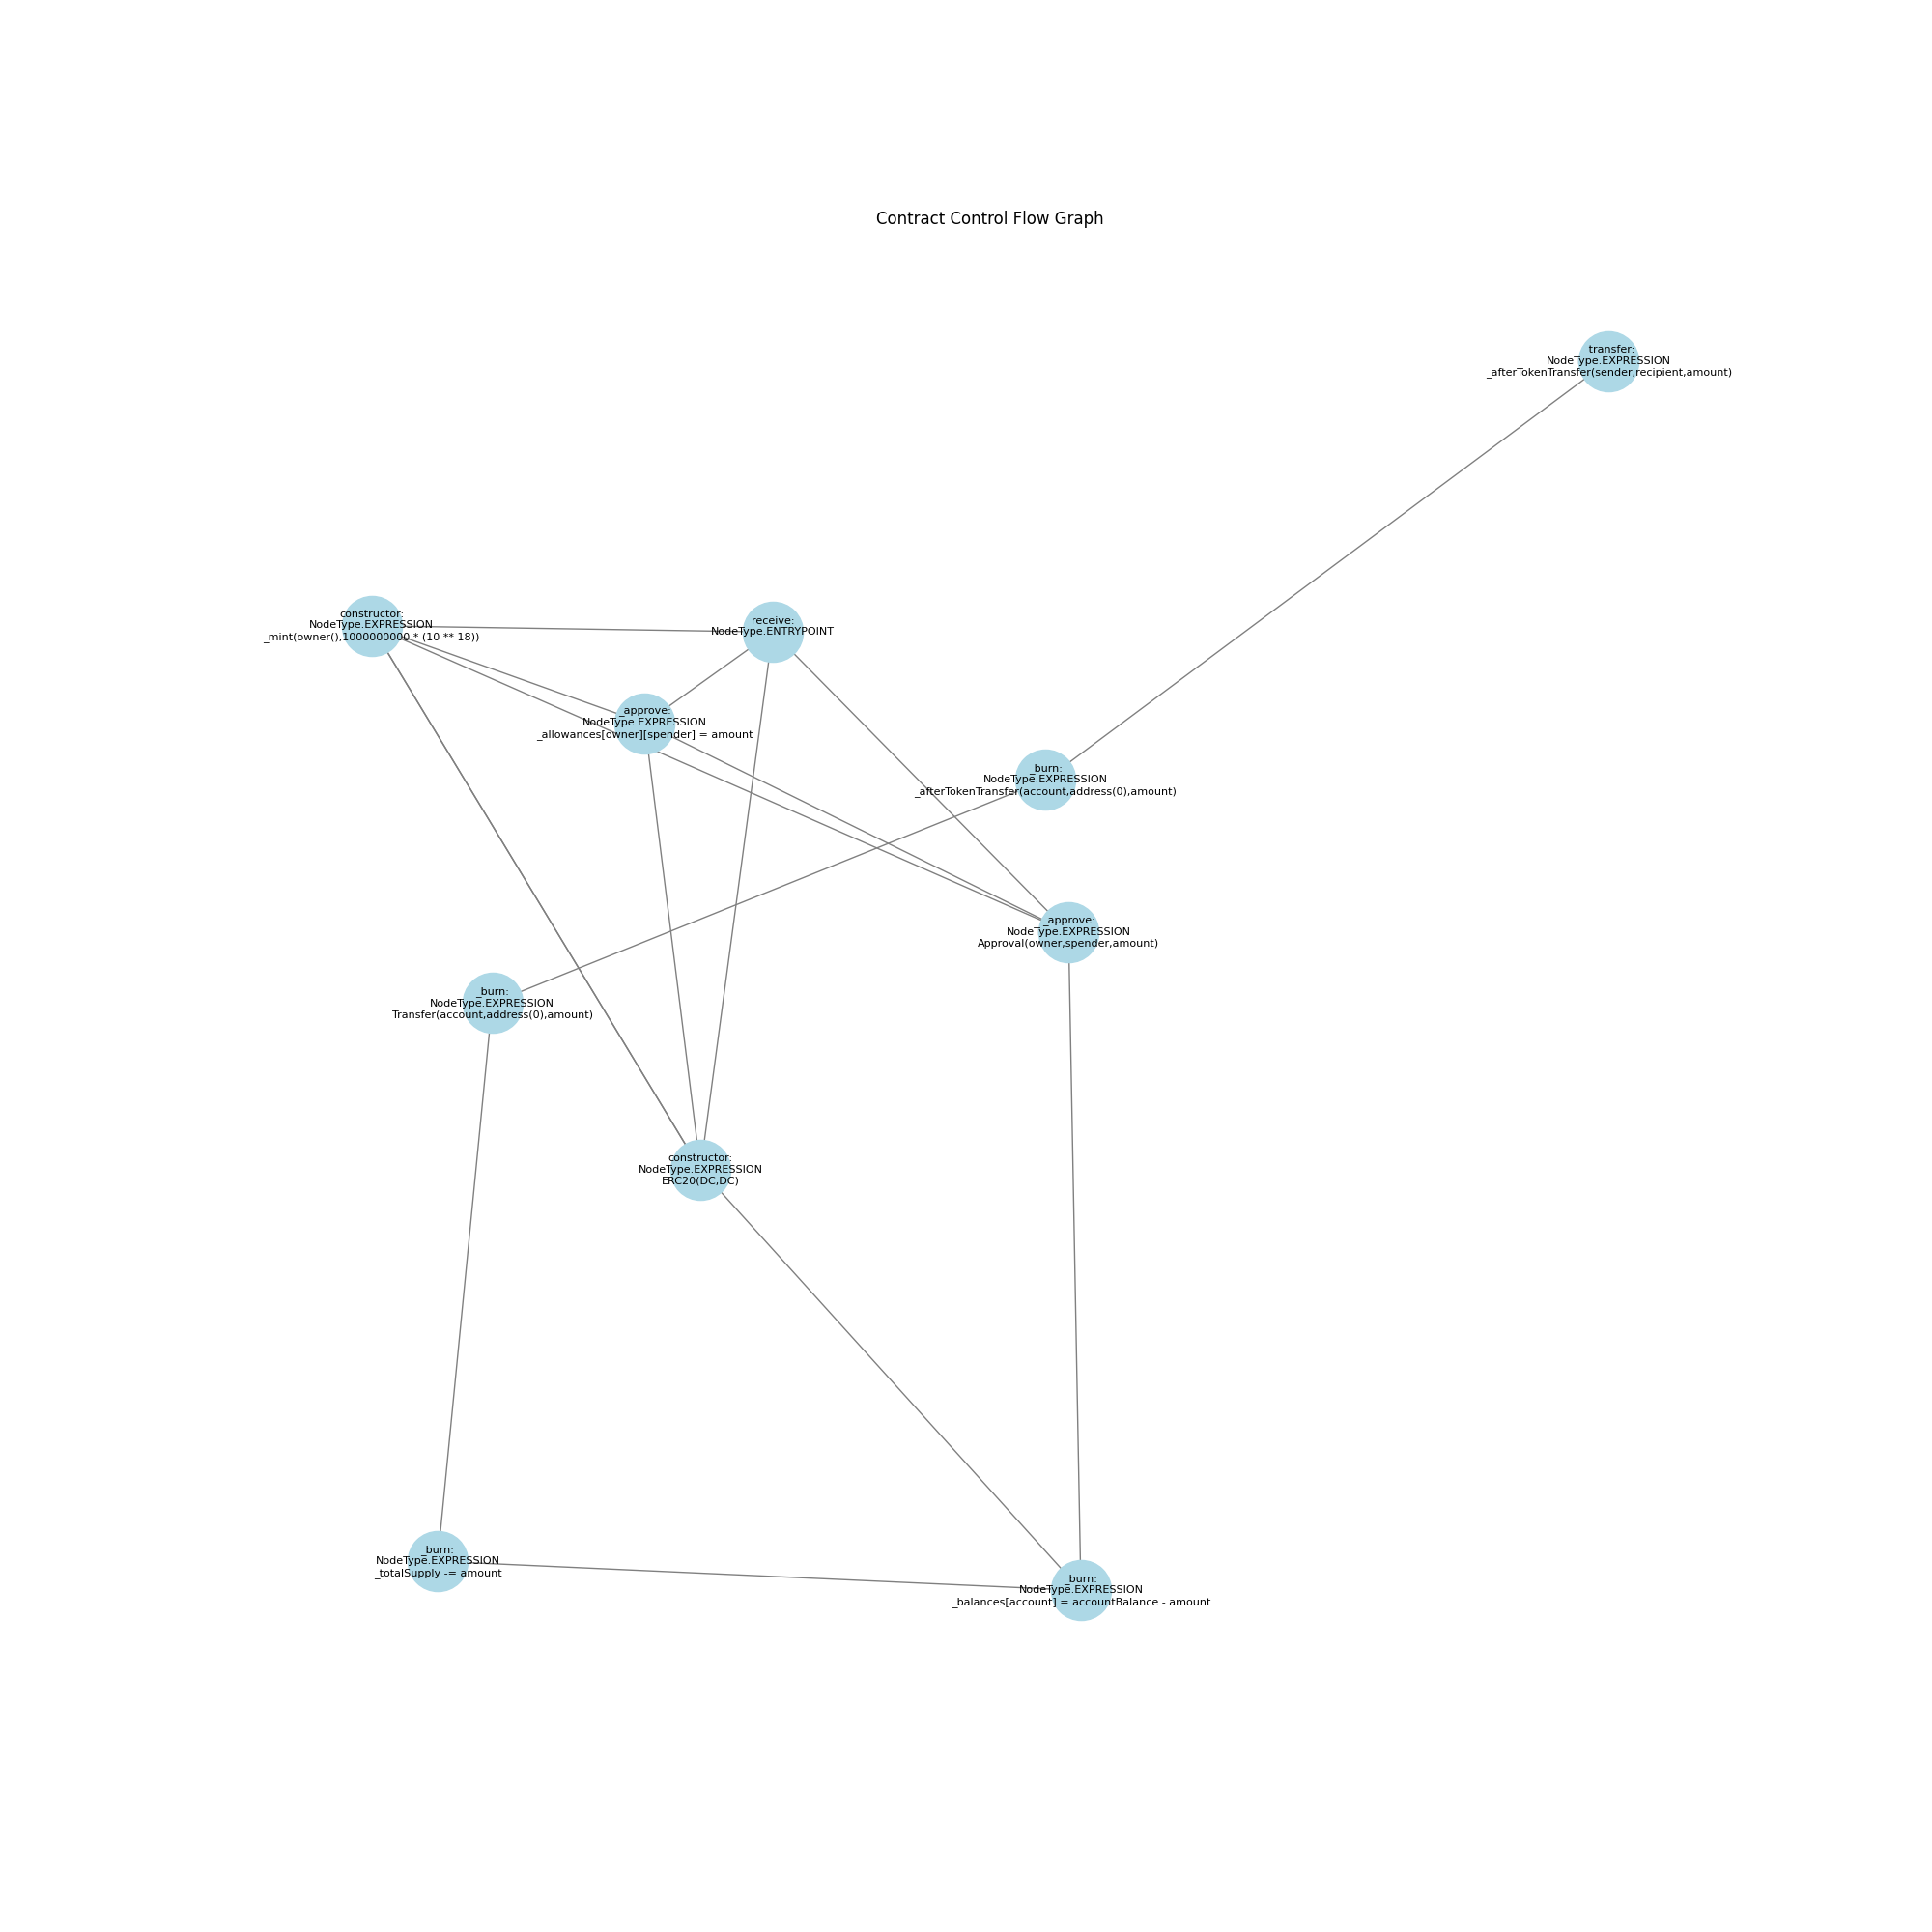 Contract Control Flow Graph
_transfer:
NodeType.EXPRESSION
_afterTokenTransfer(sender,recipient,amount)
constructor:
NodeType.EXPRESSION
_mint(owner(),1000000000 * (10 ** 18))
receive:
NodeType.ENTRYPOINT
_approve:
NodeType.EXPRESSION
_allowances[owner][spender] = amount
_burn:
NodeType.EXPRESSION
_afterTokenTransfer(account,address(0),amount)
_approve:
NodeType.EXPRESSION
Approval(owner,spender,amount)
_burn:
NodeType.EXPRESSION
Transfer(account,address(0),amount)
constructor:
NodeType.EXPRESSION
ERC20(DC,DC)
_burn:
NodeType.EXPRESSION
_totalSupply -= amount
_burn:
NodeType.EXPRESSION
_balances[account] = accountBalance - amount